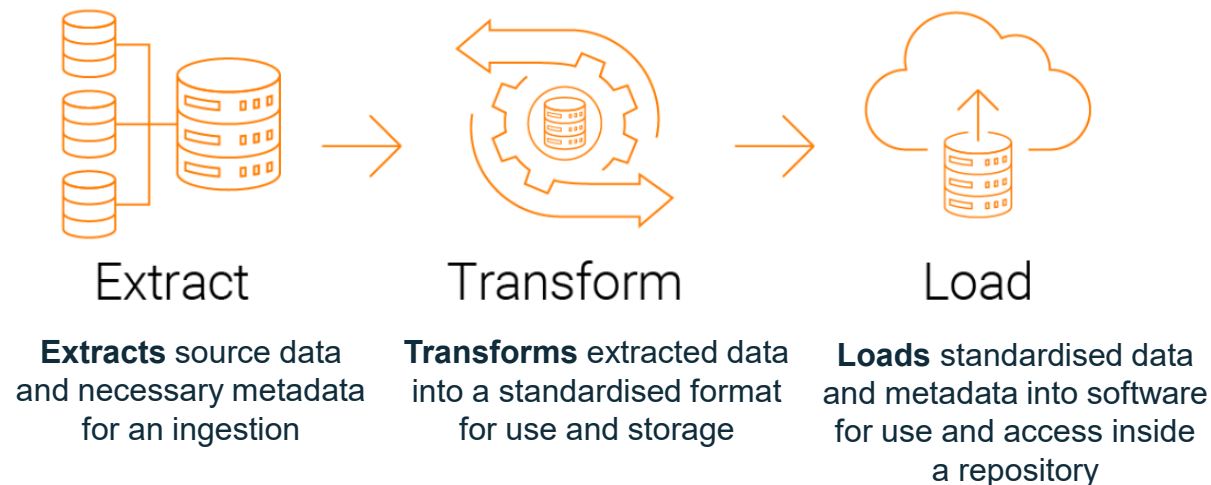 Extract
Transform
Load
Extracts source data
and necessary metadata
for an ingestion
Transforms extracted data
into a standardised format
for use and storage
Loads standardised data
and metadata into software
for use and access inside
a repository